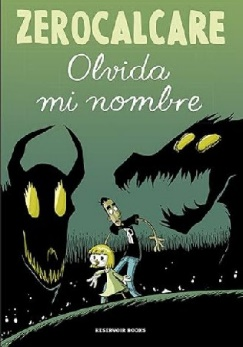 ZEROCALCARE
Olvida
mi nombre
RESERVOIR BOOKS